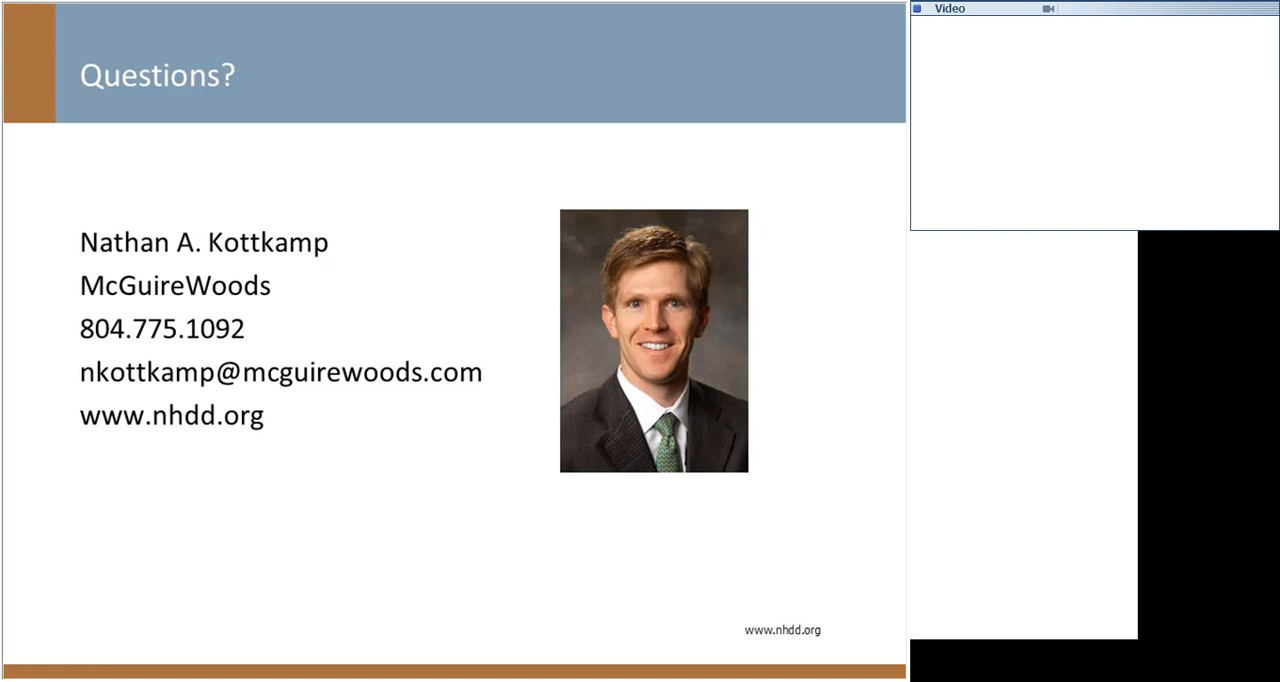 Questions?
Video
Nathan A. Kottkamp
McGuireWoods
804.775.1092
nkottkamp@mcguirewoods.com
www.nhdd.org
www.nhdd.org